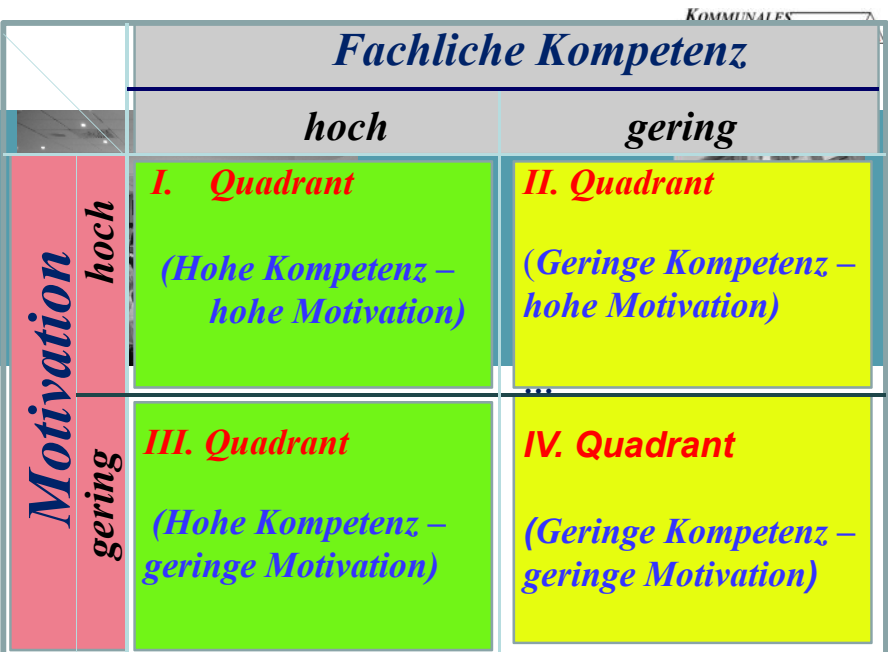 KOMMUNALES
Fachliche Kompetenz
hoch
gering
Motivation
hoch
I. Quadrant
(Hohe Kompetenz –
hohe Motivation)
II. Quadrant
(Geringe Kompetenz –
hohe Motivation)
...
gering
III. Quadrant
(Hohe Kompetenz –
geringe Motivation)
IV. Quadrant
(Geringe Kompetenz –
geringe Motivation)